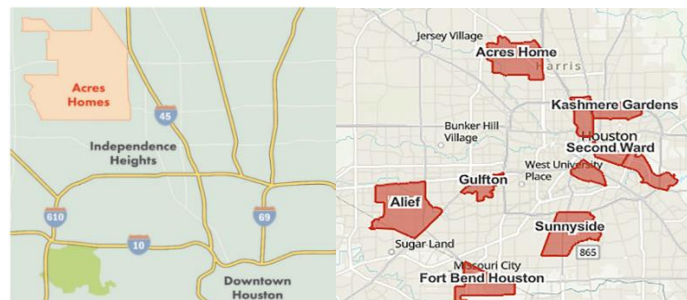 Acres
Homes
45
Independence
Heights
610
69
10
Downtown
Houston
Jersey Village
Acres Home
Harris
Kashmere Gardens
Bunker Hill
Village
Houston
Second Ward
West University
Place
Gulfton
Alief
Sunnyside
Sugar Land
865
Missouri City
Fort Bend Houston